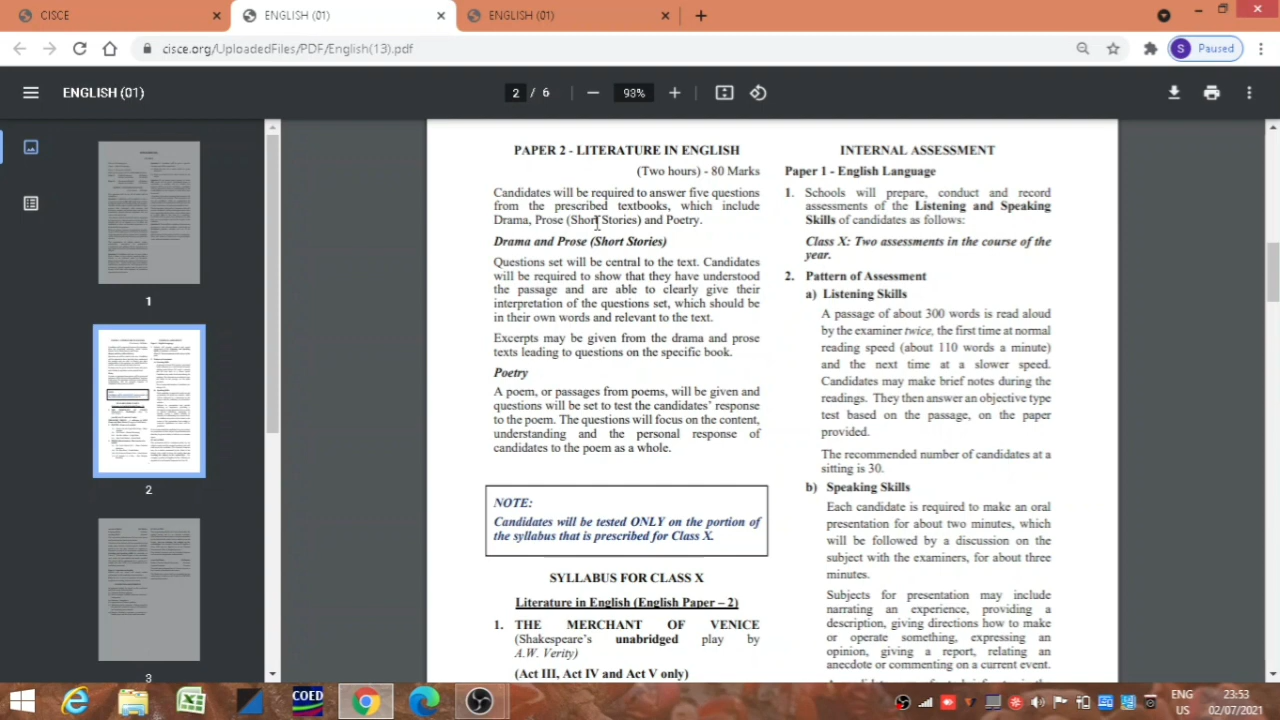 CISCE
ENGLISH (01)
ENGLISH (01)
cisce.org/UploadedFiles/PDF/English(13).pdf
S Paused
ENGLISH (01)
2 / 6
93%
1
2
3
PAPER 2 - LITERATURE IN ENGLISH
(Two hours) - 80 Marks
Candidates will be required to answer five questions
from the prescribed textbooks, which include
Drama, Prose (Short Stories) and Poetry.
Drama and Prose (Short Stories)
Questions set will be central to the text. Candidates
will be required to show that they have understood
the passage and are able to clearly give their
interpretation of the questions set, which should be
in their own words and relevant to the text.
Excerpts may be given from the drama and prose
texts leading to questions on the specific book.
Poetry
A poem, or passages from poems, will be given and
questions will be set to test the candidates' response
to the poem. The questions will focus on the content,
understanding and the personal response of
candidates to the poem as a whole.
NOTE:
Candidates will be tested ONLY on the portion of
the syllabus that is prescribed for Class X.
SYLLABUS FOR CLASS X
Literature in English (English Paper – 2)
1. THE MERCHANT OF VENICE
(Shakespeare's unabridged play by
A.W. Verity)
(Act III, Act IV and Act V only)
INTERNAL ASSESSMENT
Paper 1 - English Language
1. Schools will prepare, conduct and record
assessments of the Listening and Speaking
Skills of candidates as follows:
Class X: Two assessments in the course of the
year.
2. Pattern of Assessment
a) Listening Skills
A passage of about 300 words is read aloud
by the examiner twice, the first time at normal
reading speed (about 110 words a minute)
and the next time at a slower speed.
Candidates may make brief notes during the
readings. They then answer an objective type
test based on the passage, on the paper
provided.
The recommended number of candidates at a
sitting is 30.
b) Speaking Skills
Each candidate is required to make an oral
presentation for about two minutes, which
will be followed by a discussion on the
subject with the examiners, for about three
minutes.
Subjects for presentation may include
narrating an experience, providing a
description, giving directions how to make
or operate something, expressing an
opinion, giving a report, relating an
anecdote or commenting on a current event.
COED
ENG
US
23:53
02/07/2021